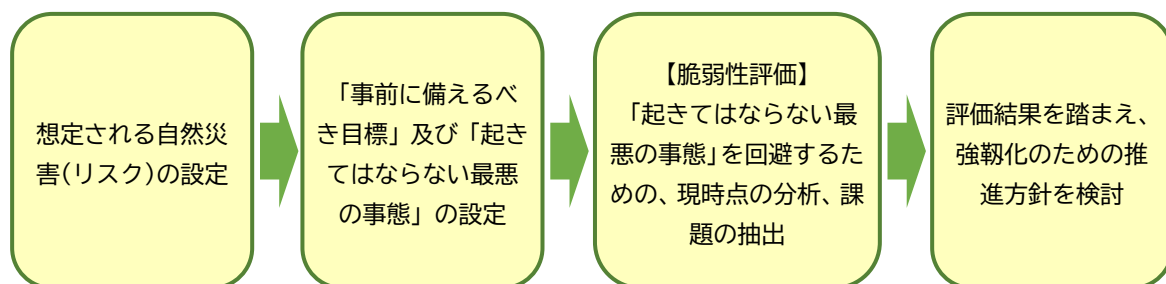 想定される自然災
害(リスク)の設定
「事前に備えるべ
き目標」及び「起き
てはならない最悪
の事態」の設定
【脆弱性評価】
「起きてはならない最
悪の事態」を回避するた
めの、現時点の分析、課
題の抽出
評価結果を踏まえ、
強靱化のための推
進方針を検討